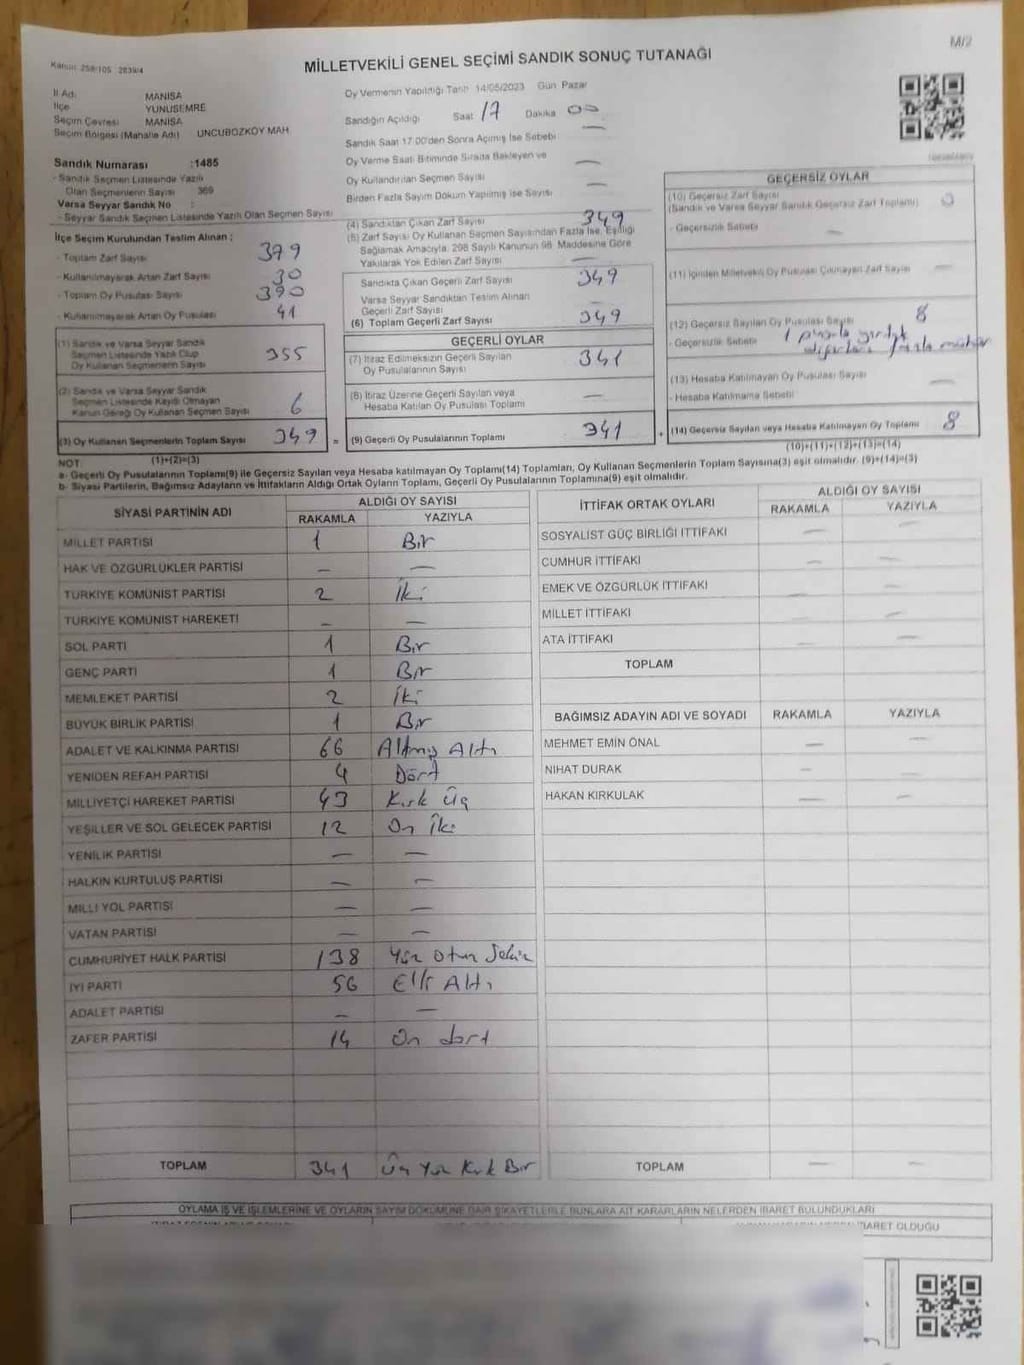 M/2
Kanun: 298/105 2839/4
MİLLETVEKİLİ GENEL SEÇİMİ SANDIK SONUÇ TUTANAĞI
İl Adı MANİSA
İlçe YUNUSEMRE
Seçim Çevresi MANİSA
Seçim Bölgesi (Mahalle Adı) UNCUBOZKÖY MAH.
Sandık Numarası :1485
- Sandık Seçmen Listesinde Yazılı
Olan Seçmenlerin Sayısı 369
Varsa Seyyar Sandık No :
- Seyyar Sandık Seçmen Listesinde Yazılı Olan Seçmen Sayısı
Oy Vermenin Yapıldığı Tarih 14/05/2023 Gün Pazar
Sandığın Açıldığı Saat 17 Dakika 00
Sandık Saat 17:00'den Sonra Açılmış İse Sebebi —
Oy Verme Saati Bitiminde Sırada Bekleyen ve
Oy Kullandırılan Seçmen Sayısı —
Birden Fazla Sayım Döküm Yapılmış ise Sayısı —
İlçe Seçim Kurulundan Teslim Alınan ;
- Toplam Zarf Sayısı 379
- Kullanılmayarak Artan Zarf Sayısı 30
- Toplam Oy Pusulası Sayısı 390
- Kullanılmayarak Artan Oy Pusulası 41
(1) Sandık ve Varsa Seyyar Sandık
Seçmen Listesinde Yazılı Olup
Oy Kullanan Seçmenlerin Sayısı 355
(2) Sandık ve Varsa Seyyar Sandık
Seçmen Listesinde Kaydı Olmayan
Kanun Gereği Oy Kullanan Seçmen Sayısı 6
(3) Oy Kullanan Seçmenlerin Toplam Sayısı 349 =
(1)+(2)=(3)
(4) Sandıktan Çıkan Zarf Sayısı 349
(5) Zarf Sayısı Oy Kullanan Seçmen Sayısından Fazla İse, Eşitliği
Sağlamak Amacıyla, 298 Sayılı Kanunun 98. Maddesine Göre
Yakılarak Yok Edilen Zarf Sayısı —
Sandıkta Çıkan Geçerli Zarf Sayısı 349
Varsa Seyyar Sandıktan Teslim Alınan
Geçerli Zarf Sayısı —
(6) Toplam Geçerli Zarf Sayısı 349
GEÇERLİ OYLAR
(7) İtiraz Edilmeksizin Geçerli Sayılan
Oy Pusulalarının Sayısı 341
(8) İtiraz Üzerine Geçerli Sayılan veya
Hesaba Katılan Oy Pusulası Toplamı —
(9) Geçerli Oy Pusulalarının Toplamı 341 +
GEÇERSİZ OYLAR
(10) Geçersiz Zarf Sayısı
(Sandık ve Varsa Seyyar Sandık Geçersiz Zarf Toplamı)
- Geçersizlik Sebebi —
(11) İçinden Milletvekili Oy Pusulası Çıkmayan Zarf Sayısı —
(12) Geçersiz Sayılan Oy Pusulası Sayısı 8
- Geçersizlik Sebebi 1 pusula yırtık
diğerleri fazla mühür
(13) Hesaba Katılmayan Oy Pusulası Sayısı —
- Hesaba Katılmama Sebebi
(14) Geçersiz Sayılan veya Hesaba Katılmayan Oy Toplamı 8
(10)+(11)+(12)+(13)=(14)
NOT:
a- Geçerli Oy Pusulalarının Toplamı(9) ile Geçersiz Sayılan veya Hesaba katılmayan Oy Toplamı(14) Toplamları, Oy Kullanan Seçmenlerin Toplam Sayısına(3) eşit olmalıdır. (9)+(14)=(3)
b- Siyasi Partilerin, Bağımsız Adayların ve İttifakların Aldığı Ortak Oyların Toplamı, Geçerli Oy Pusulalarının Toplamına(9) eşit olmalıdır.
SİYASİ PARTİNİN ADI ALDIĞI OY SAYISI
RAKAMLA YAZIYLA
MİLLET PARTİSİ 1 Bir
HAK VE ÖZGÜRLÜKLER PARTİSİ — —
TÜRKİYE KOMÜNİST PARTİSİ 2 İki
TÜRKİYE KOMÜNİST HAREKETİ — —
SOL PARTİ 1 Bir
GENÇ PARTİ 1 Bir
MEMLEKET PARTİSİ 2 İki
BÜYÜK BİRLİK PARTİSİ 1 Bir
ADALET VE KALKINMA PARTİSİ 66 Altmış Altı
YENİDEN REFAH PARTİSİ 4 Dört
MİLLİYETÇİ HAREKET PARTİSİ 43 Kırk Üç
YEŞİLLER VE SOL GELECEK PARTİSİ 12 On İki
YENİLİK PARTİSİ — —
HALKIN KURTULUŞ PARTİSİ — —
MİLLİ YOL PARTİSİ — —
VATAN PARTİSİ — —
CUMHURİYET HALK PARTİSİ 138 Yüz Otuz Sekiz
İYİ PARTİ 56 Elli Altı
ADALET PARTİSİ — —
ZAFER PARTİSİ 14 On dört
TOPLAM 341 Üç Yüz Kırk Bir
İTTİFAK ORTAK OYLARI ALDIĞI OY SAYISI
RAKAMLA YAZIYLA
SOSYALİST GÜÇ BİRLİĞİ İTTİFAKI — —
CUMHUR İTTİFAKI — —
EMEK VE ÖZGÜRLÜK İTTİFAKI — —
MİLLET İTTİFAKI — —
ATA İTTİFAKI — —
TOPLAM
BAĞIMSIZ ADAYIN ADI VE SOYADI RAKAMLA YAZIYLA
MEHMET EMİN ÖNAL — —
NİHAT DURAK — —
HAKAN KIRKULAK — —
TOPLAM — —
OYLAMA İŞ VE İŞLEMLERİNE VE OYLARIN SAYIM DÖKÜMÜNE DAİR ŞİKAYETLERLE BUNLARA AİT KARARLARIN NELERDEN İBARET BULUNDUKLARI
İBARET OLDUĞU